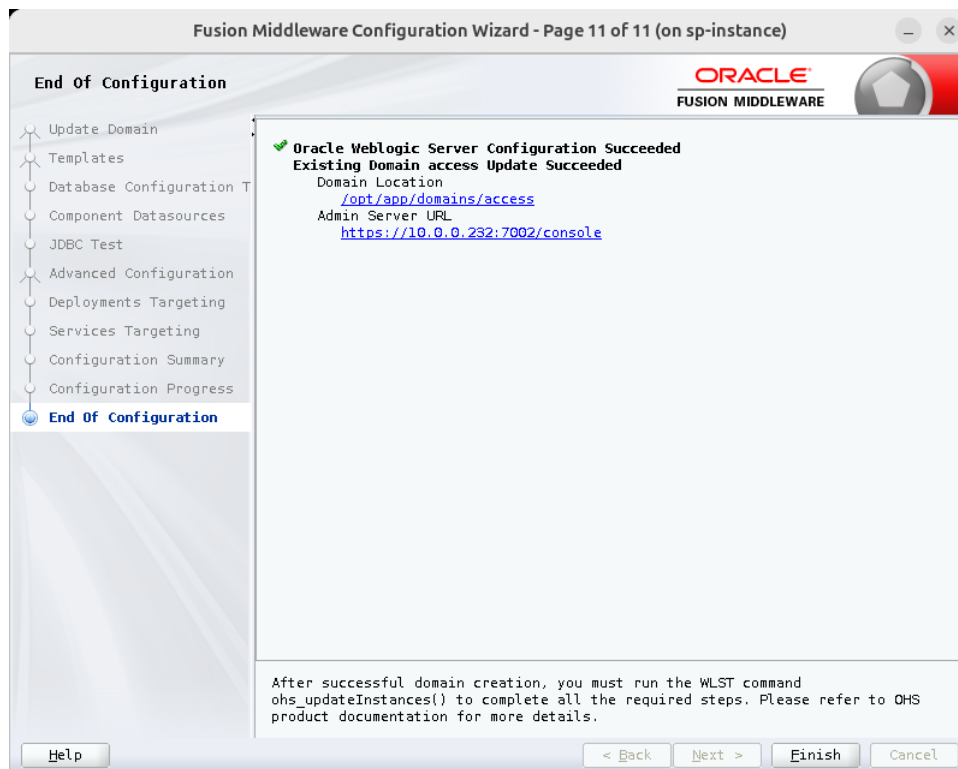 Fusion Middleware Configuration Wizard - Page 11 of 11 (on sp-instance)
End Of Configuration
ORACLE
FUSION MIDDLEWARE
Update Domain
Templates
Database Configuration T
Component Datasources
JDBC Test
Advanced Configuration
Deployments Targeting
Services Targeting
Configuration Summary
Configuration Progress
End Of Configuration
Oracle Weblogic Server Configuration Succeeded
Existing Domain access Update Succeeded
Domain Location
/opt/app/domains/access
Admin Server URL
https://10.0.0.232:7002/console
After successful domain creation, you must run the WLST command
ohs_updateInstances() to complete all the required steps. Please refer to OHS
product documentation for more details.
Help
< Back
Next >
Finish
Cancel